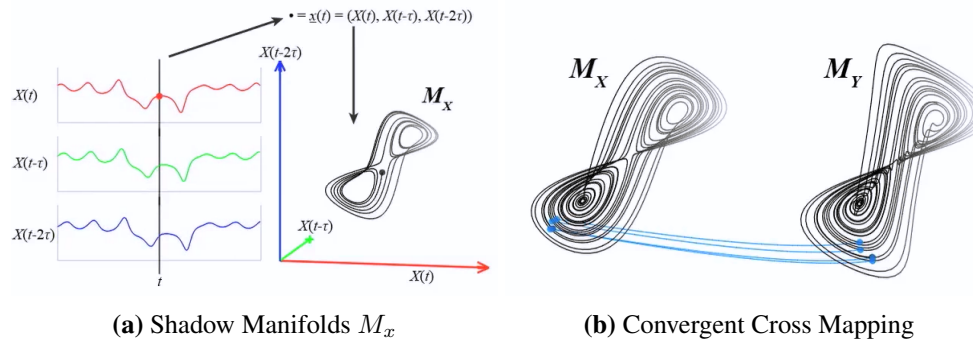 • = x(t) = (X(t), X(t-τ), X(t-2τ))
X(t-2τ)
X(t)
M_X
X(t-τ)
X(t-2τ)
X(t-τ)
X(t)
t
M_X
M_Y
(a) Shadow Manifolds M_x
(b) Convergent Cross Mapping